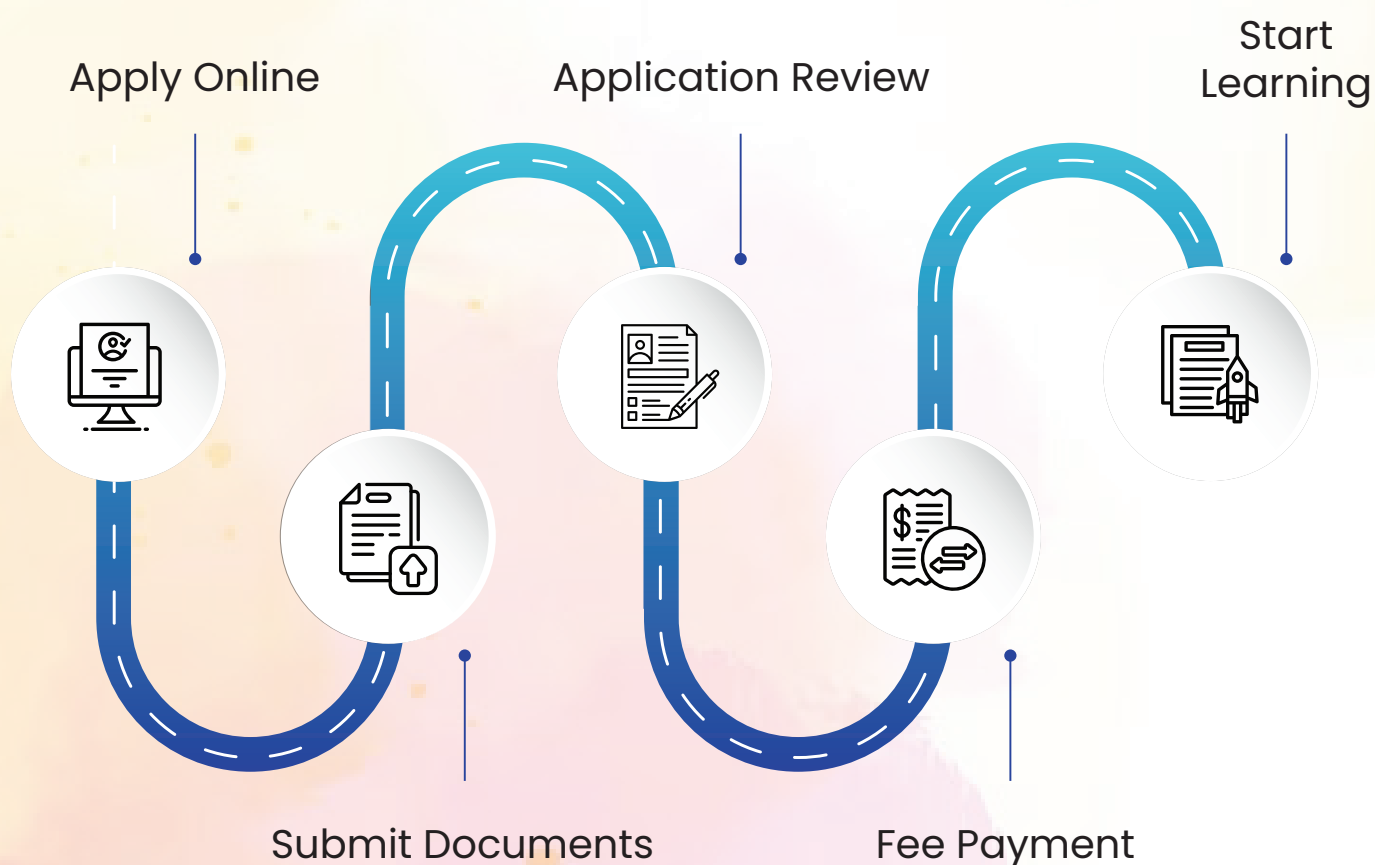 Apply Online
Submit Documents
Application Review
Fee Payment
Start
Learning
$